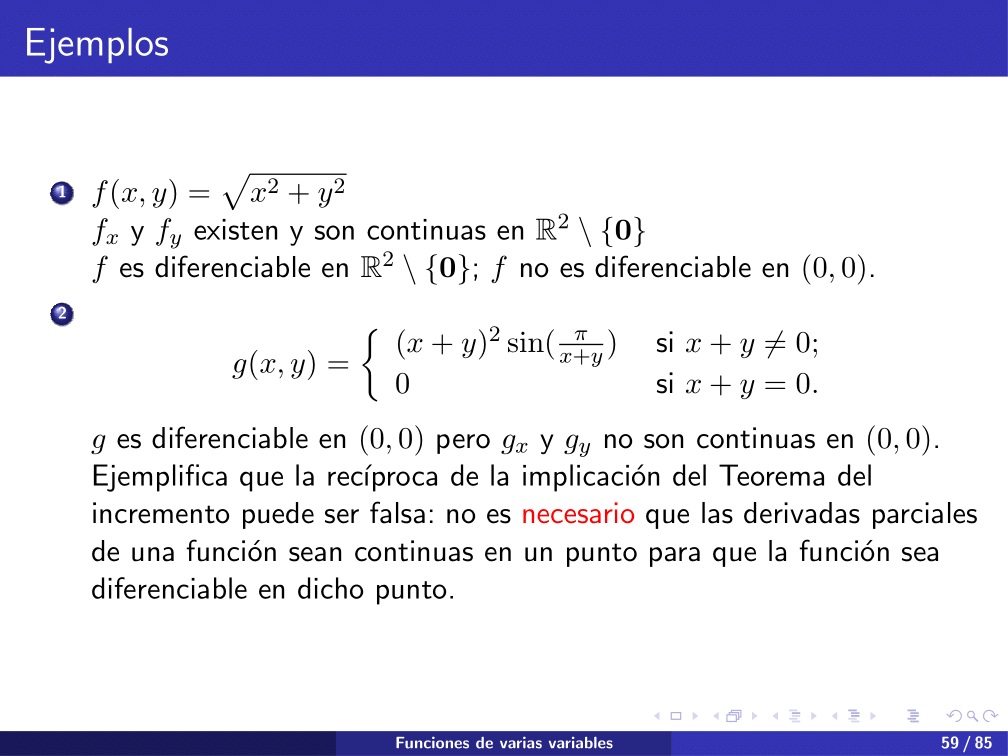 Ejemplos
1 f(x, y) = √(x² + y²)
f_x y f_y existen y son continuas en ℝ² \ {0}
f es diferenciable en ℝ² \ {0}; f no es diferenciable en (0, 0).
2
g(x, y) = { (x + y)² sin(π/(x+y)) si x + y ≠ 0;
0 si x + y = 0.
g es diferenciable en (0, 0) pero g_x y g_y no son continuas en (0, 0).
Ejemplifica que la recíproca de la implicación del Teorema del
incremento puede ser falsa: no es necesario que las derivadas parciales
de una función sean continuas en un punto para que la función sea
diferenciable en dicho punto.
Funciones de varias variables 59 / 85